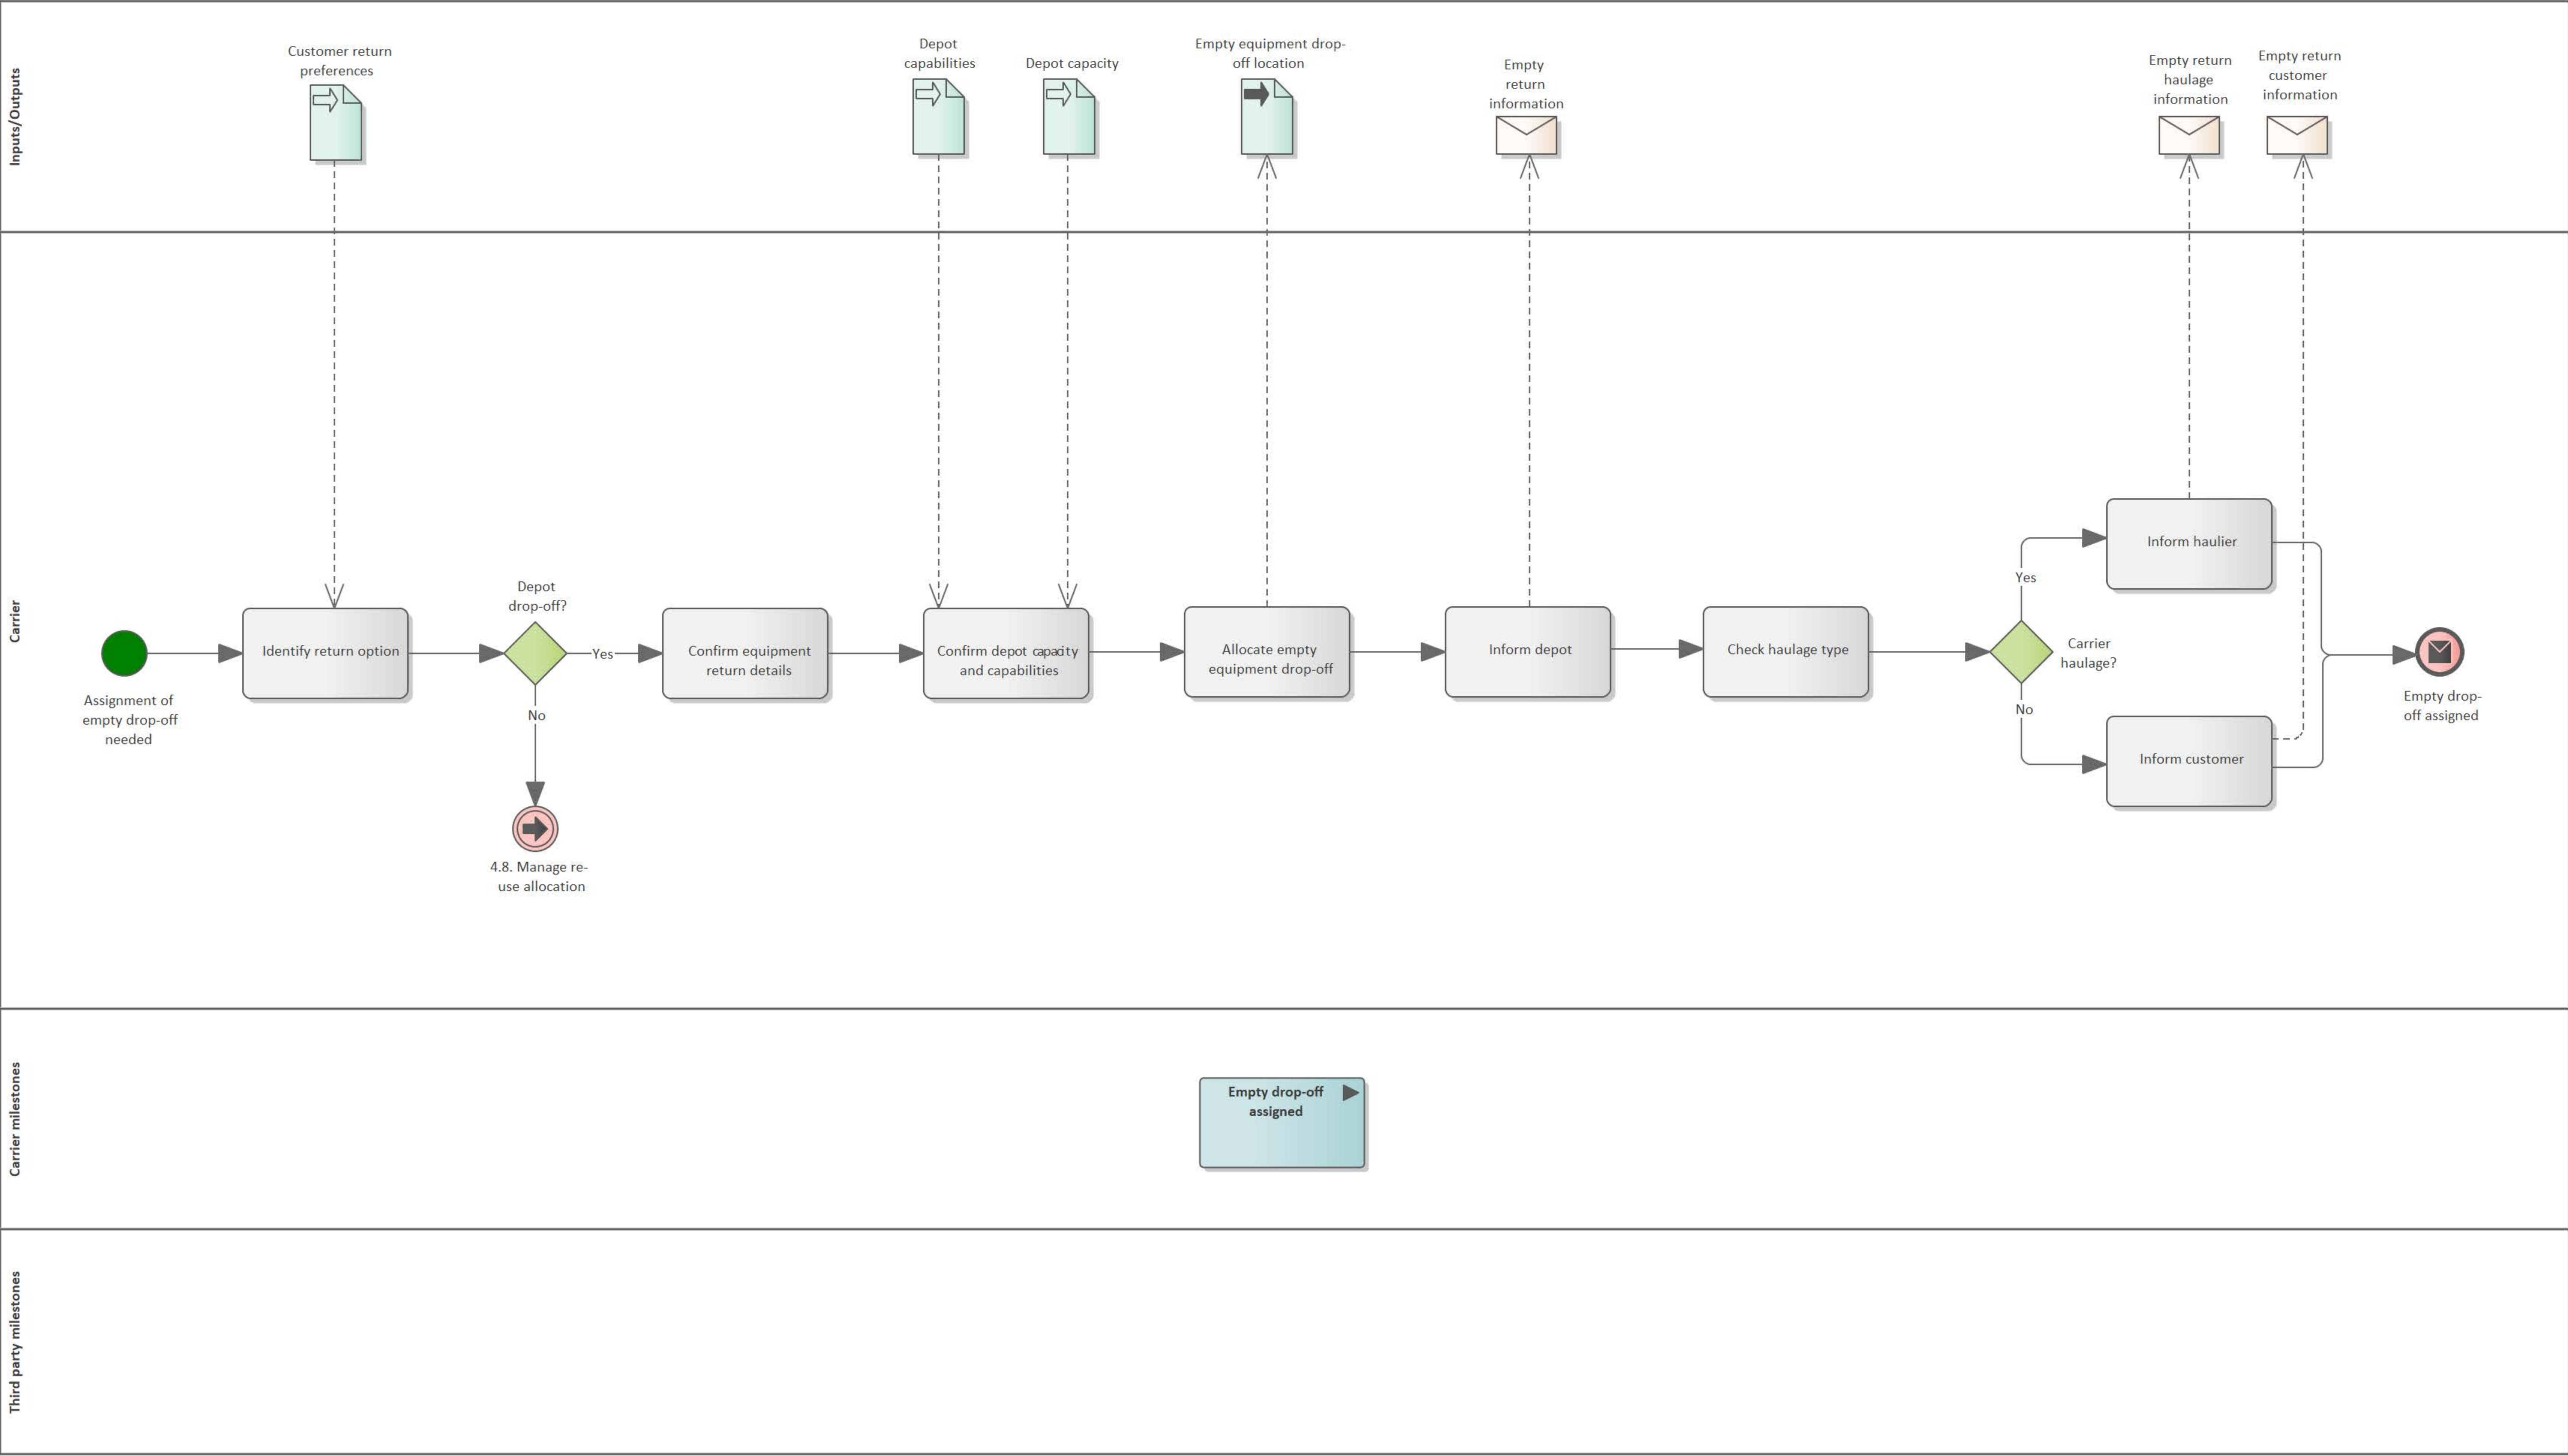 Inputs/Outputs
Customer return
preferences
Depot
capabilities
Depot capacity
Empty equipment drop-
off location
Empty
return
information
Empty return
haulage
information
Empty return
customer
information
Carrier
Assignment of
empty drop-off
needed
Identify return option
Depot
drop-off?
Yes
No
4.8. Manage re-
use allocation
Confirm equipment
return details
Confirm depot capacity
and capabilities
Allocate empty
equipment drop-off
Inform depot
Check haulage type
Carrier
haulage?
Yes
No
Inform haulier
Inform customer
Empty drop-
off assigned
Carrier milestones
Empty drop-off
assigned
Third party milestones